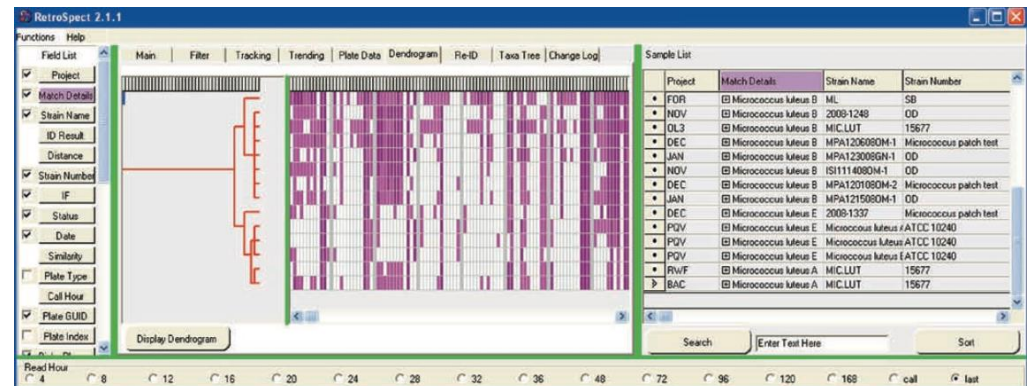 RetroSpect 2.1.1
Functions Help
Field List
Project
Match Details
Strain Name
ID Result
Distance
Strain Number
IF
Status
Date
Similarity
Plate Type
Call Hour
Plate GUID
Plate Index
Main Filter Tracking Trending Plate Data Dendrogram Re-ID Taxa Tree Change Log
Display Dendrogram
Sample List
Project Match Details Strain Name Strain Number
FOR Micrococcus luteus B ML SB
NOV Micrococcus luteus B 2008-1248 OD
OL3 Micrococcus luteus B MIC.LUT 15677
DEC Micrococcus luteus B MPA120608OM-1 Micrococcus patch test
JAN Micrococcus luteus B MPA123008GN-1 OD
NOV Micrococcus luteus B ISI111408OM-1 OD
DEC Micrococcus luteus B MPA120108OM-2 Micrococcus patch test
JAN Micrococcus luteus B MPA121508OM-1 OD
DEC Micrococcus luteus E 2008-1337 Micrococcus patch test
PQV Micrococcus luteus E Micrococcus luteus ATCC 10240
PQV Micrococcus luteus E Micrococcus luteus ATCC 10240
PQV Micrococcus luteus E Micrococcus luteus ATCC 10240
RWF Micrococcus luteus A MIC.LUT 15677
BAC Micrococcus luteus A MIC.LUT 15677
Search Enter Text Here Sort
Read Hour
4 8 12 16 20 24 28 32 36 48 72 96 120 168 call last